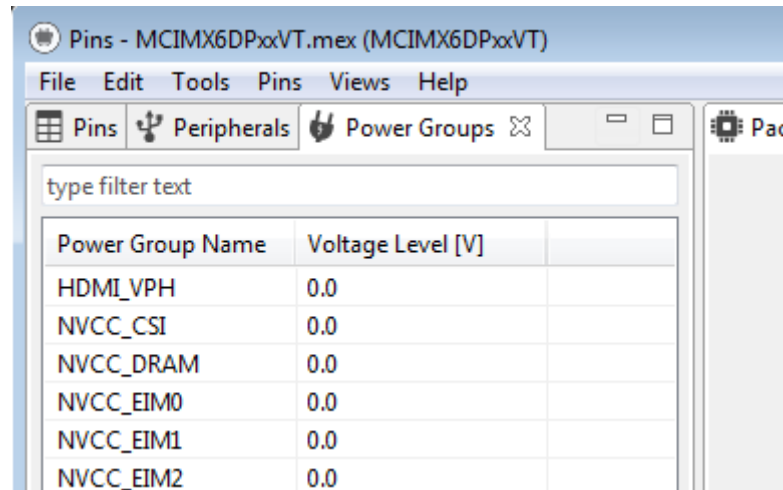 Pins - MCIMX6DPxxVT.mex (MCIMX6DPxxVT)
File Edit Tools Pins Views Help
Pins Peripherals Power Groups
type filter text
Power Group Name Voltage Level [V]
HDMI_VPH 0.0
NVCC_CSI 0.0
NVCC_DRAM 0.0
NVCC_EIM0 0.0
NVCC_EIM1 0.0
NVCC_EIM2 0.0